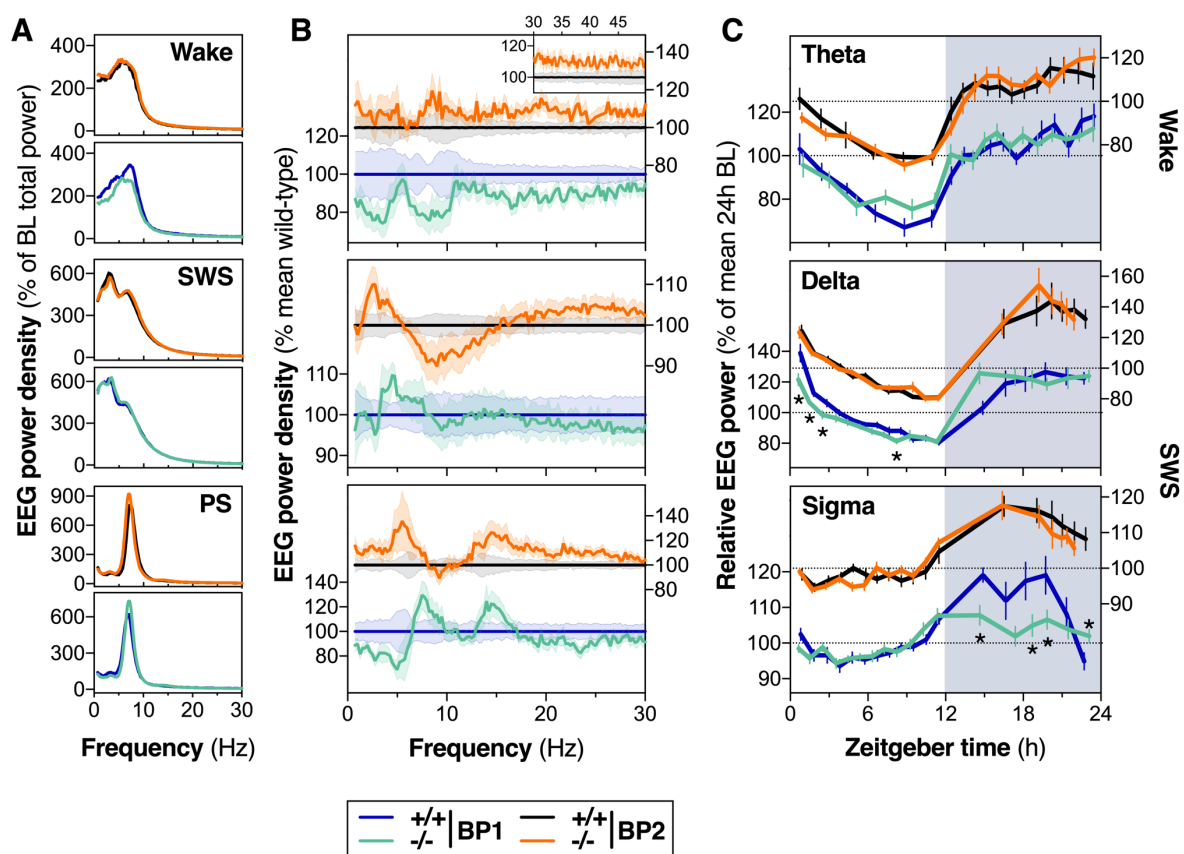 A
B
C
EEG power density (% of BL total power)
Wake
400
200
0
400
200
0
SWS
600
300
0
600
300
0
PS
900
600
300
0
900
600
300
0
0 10 20 30
Frequency (Hz)
EEG power density (% mean wild-type)
30 35 40 45
120
100
140
120
100
80
120
100
80
110
100
90
110
100
90
140
120
100
80
140
120
100
80
0 10 20 30
Frequency (Hz)
Relative EEG power (% of mean 24h BL)
Theta
120
100
80
120
100
80
Wake
Delta
160
140
120
100
80
140
120
100
80
* * * *
SWS
Sigma
120
110
100
90
120
110
100
90
* * * *
0 6 12 18 24
Zeitgeber time (h)
+/+ BP1 +/+ BP2
-/- -/-